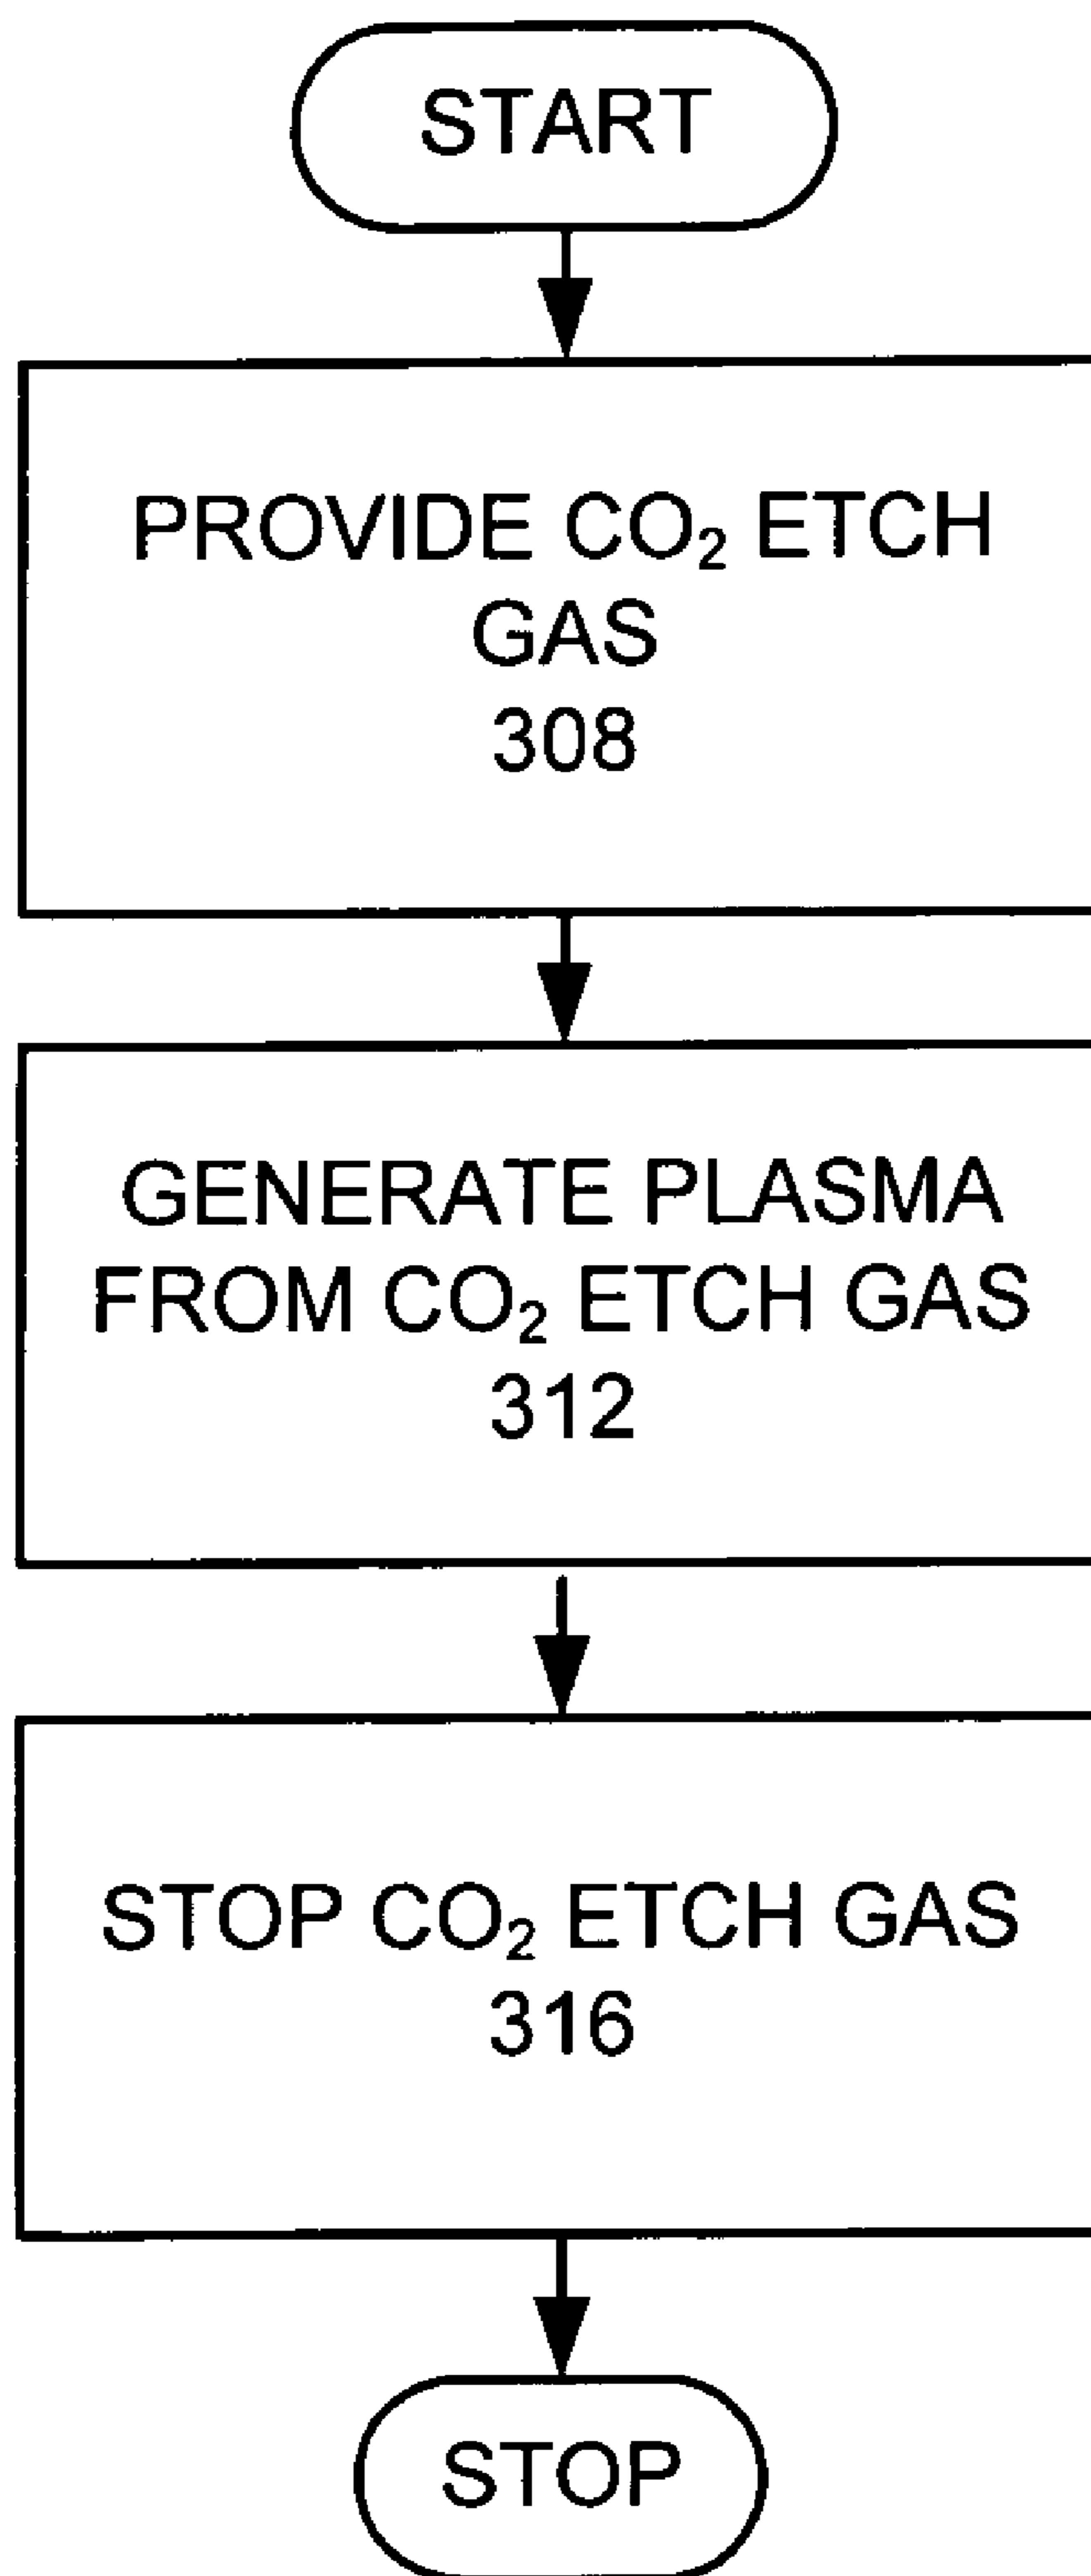 START
PROVIDE CO₂ ETCH
GAS
308
GENERATE PLASMA
FROM CO₂ ETCH GAS
312
STOP CO₂ ETCH GAS
316
STOP